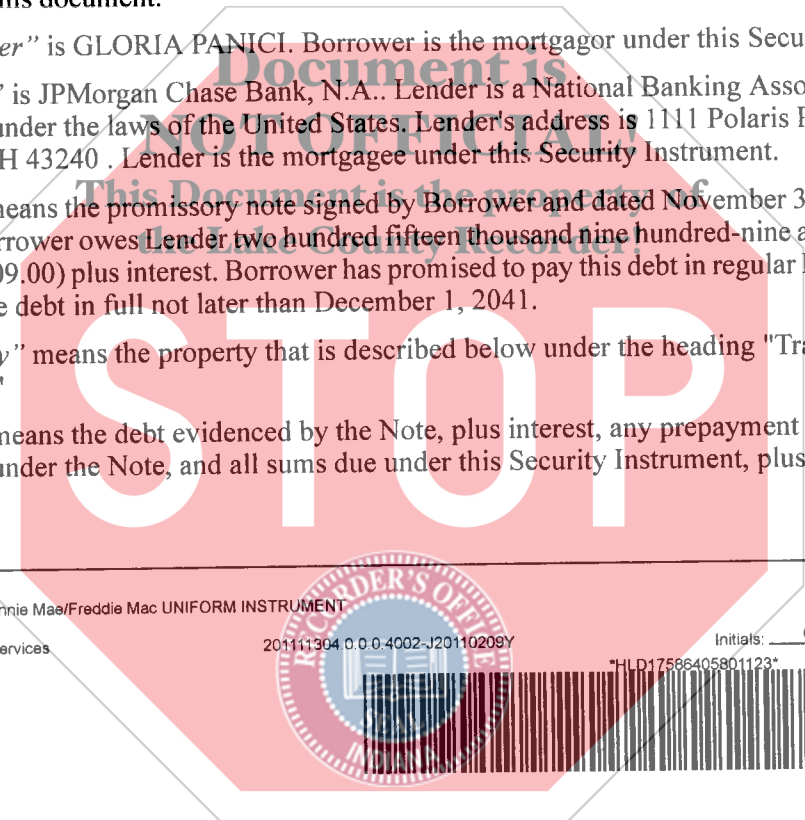 ms document.
er" is GLORIA PANICI. Borrower is the mortgagor under this Secu
" is JPMorgan Chase Bank, N.A.. Lender is a National Banking Asso
under the laws of the United States. Lender's address is 1111 Polaris P
H 43240 . Lender is the mortgagee under this Security Instrument.
Document is
NOT OFFICIAL
This Document is the property of
the Lake County Recorder!
neans the promissory note signed by Borrower and dated November 3
rrower owes Lender two hundred fifteen thousand nine hundred-nine a
09.00) plus interest. Borrower has promised to pay this debt in regular
e debt in full not later than December 1, 2041.
y" means the property that is described below under the heading "Tra
"
neans the debt evidenced by the Note, plus interest, any prepayment
under the Note, and all sums due under this Security Instrument, plus
STOP
nnie Mae/Freddie Mac UNIFORM INSTRUMENT
ervices
201111304.0.0.0.4002-J20110209Y
Initials:
*HLD17586405801123*
RECORDER'S OFFICE
SEAL
INDIANA